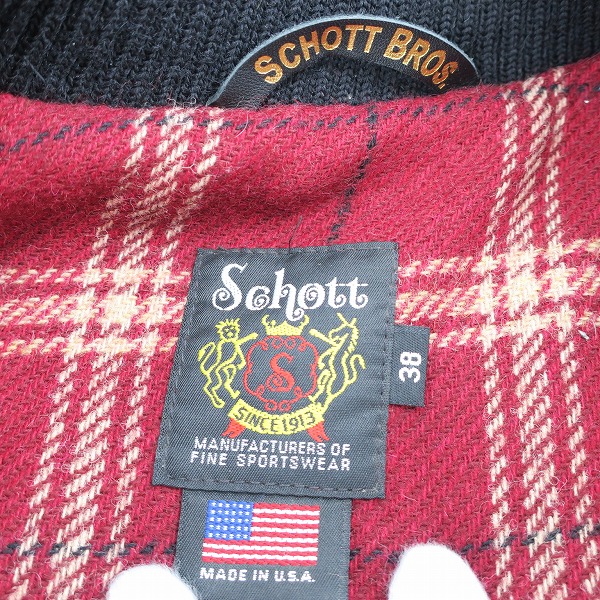 SCHOTT BROS.
Schott
S
SINCE 1913
MANUFACTURERS OF
FINE SPORTSWEAR
38
MADE IN U.S.A.